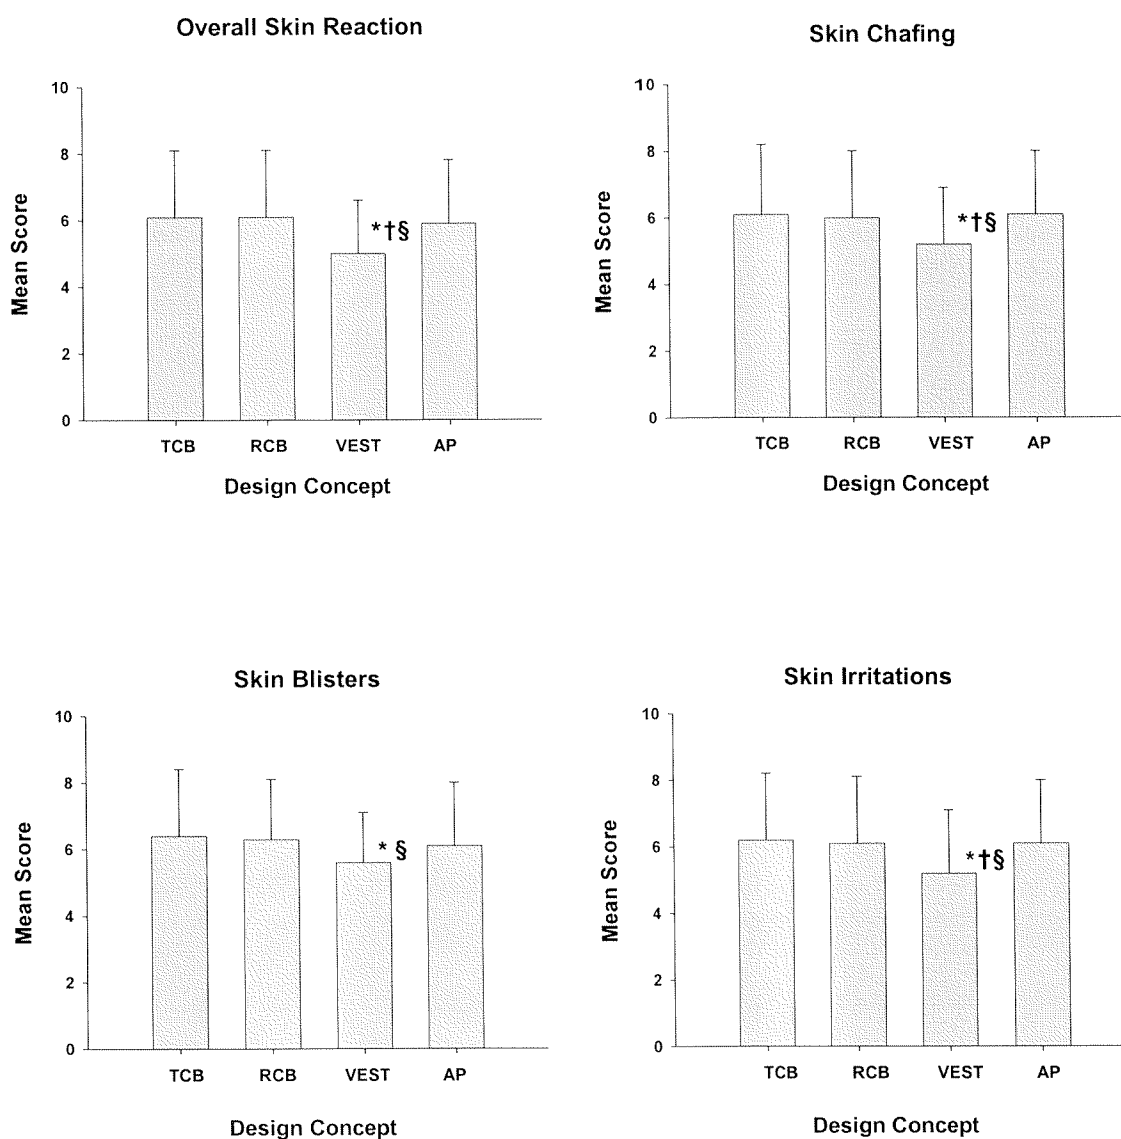 Overall Skin Reaction
10
8
6
4
2
0
Mean Score
*†§
TCB RCB VEST AP
Design Concept
Skin Chafing
10
8
6
4
2
0
Mean Score
*†§
TCB RCB VEST AP
Design Concept
Skin Blisters
10
8
6
4
2
0
Mean Score
* §
TCB RCB VEST AP
Design Concept
Skin Irritations
10
8
6
4
2
0
Mean Score
*†§
TCB RCB VEST AP
Design Concept